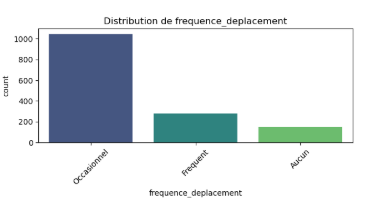 Distribution de frequence_deplacement
1000
800
600
400
200
0
count
Occasionnel
Frequent
Aucun
frequence_deplacement